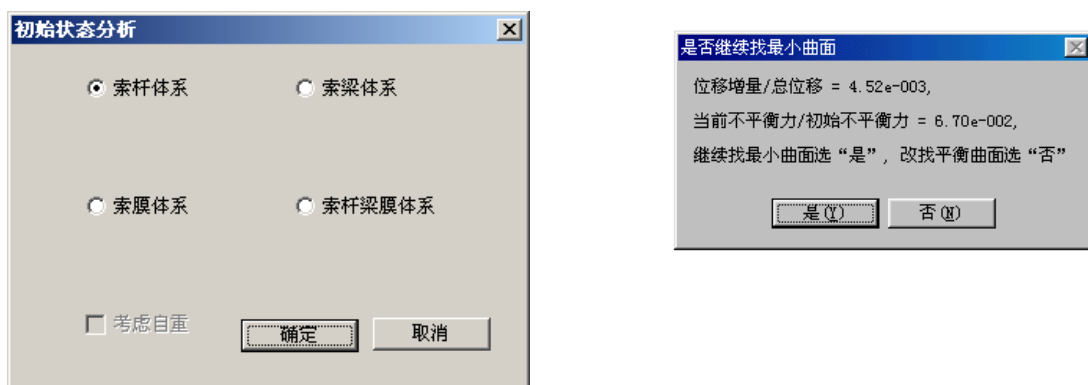 初始状态分析
索杆体系
索梁体系
索膜体系
索杆梁膜体系
考虑自重
确定
取消
是否继续找最小曲面
位移增量/总位移 = 4.52e-003,
当前不平衡力/初始不平衡力 = 6.70e-002,
继续找最小曲面选“是”, 改找平衡曲面选“否”
是(Y)
否(N)